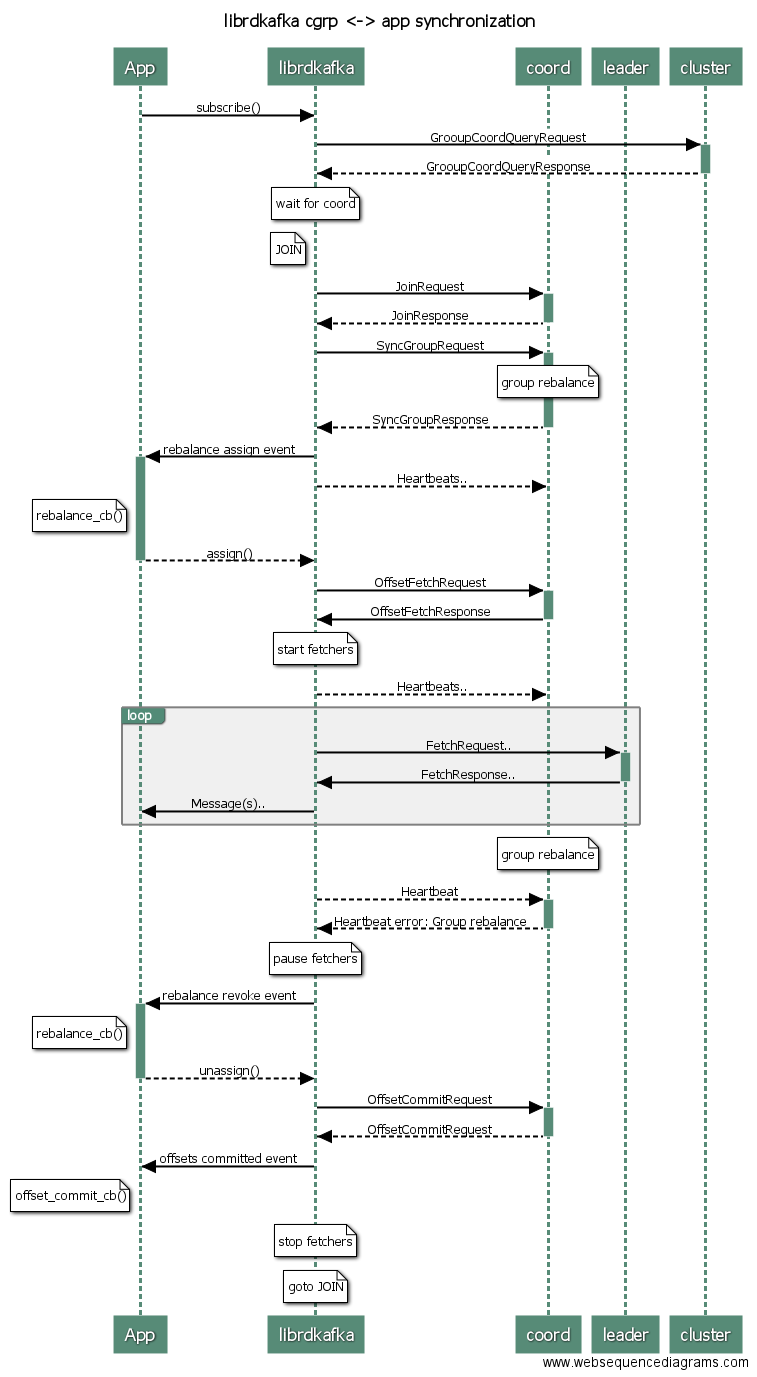 librdkafka cgrp <-> app synchronization
App
librdkafka
coord
leader
cluster
subscribe()
GrooupCoordQueryRequest
GrooupCoordQueryResponse
wait for coord
JOIN
JoinRequest
JoinResponse
SyncGroupRequest
group rebalance
SyncGroupResponse
rebalance assign event
Heartbeats..
rebalance_cb()
assign()
OffsetFetchRequest
OffsetFetchResponse
start fetchers
Heartbeats..
loop
FetchRequest..
FetchResponse..
Message(s)..
group rebalance
Heartbeat
Heartbeat error: Group rebalance
pause fetchers
rebalance revoke event
rebalance_cb()
unassign()
OffsetCommitRequest
OffsetCommitRequest
offsets committed event
offset_commit_cb()
stop fetchers
goto JOIN
App
librdkafka
coord
leader
cluster
www.websequencediagrams.com